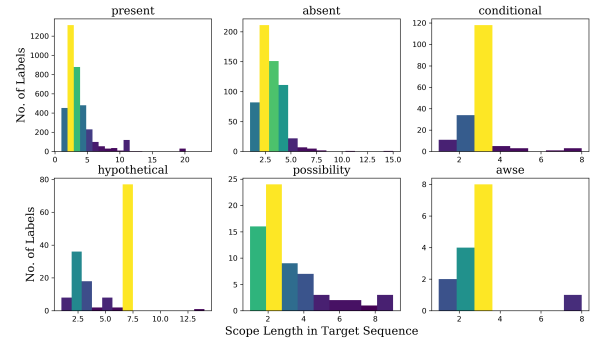 present
absent
conditional
No. of Labels
1200
1000
800
600
400
200
0
0 5 10 15 20
200
150
100
50
0
2.5 5.0 7.5 10.0 12.5 15.0
120
100
80
60
40
20
0
2 4 6 8
hypothetical
possibility
awse
No. of Labels
80
60
40
20
0
2.5 5.0 7.5 10.0 12.5
25
20
15
10
5
0
2 4 6 8
8
6
4
2
0
2 4 6 8
Scope Length in Target Sequence